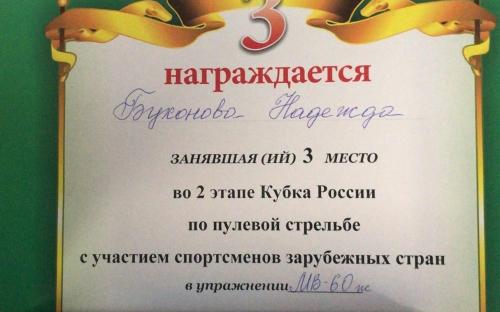 3
награждается
Буханова Надежда
ЗАНЯВШАЯ(ИЙ) 3 МЕСТО
во 2 этапе Кубка России
по пулевой стрельбе
с участием спортсменов зарубежных стран
в упражнении МВ-60ж